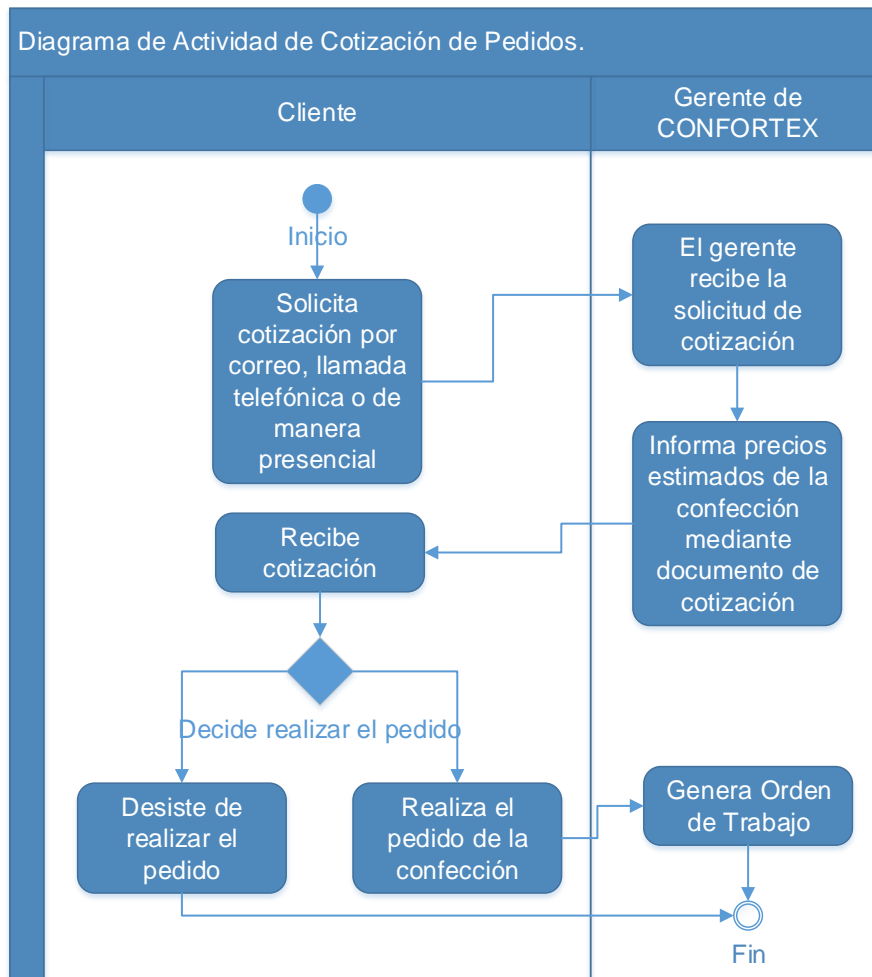 Diagrama de Actividad de Cotización de Pedidos.
Cliente
Gerente de
CONFORTEX
Inicio
Solicita
cotización por
correo, llamada
telefónica o de
manera
presencial
El gerente
recibe la
solicitud de
cotización
Informa precios
estimados de la
confección
mediante
documento de
cotización
Recibe
cotización
Decide realizar el pedido
Desiste de
realizar el
pedido
Realiza el
pedido de la
confección
Genera Orden
de Trabajo
Fin